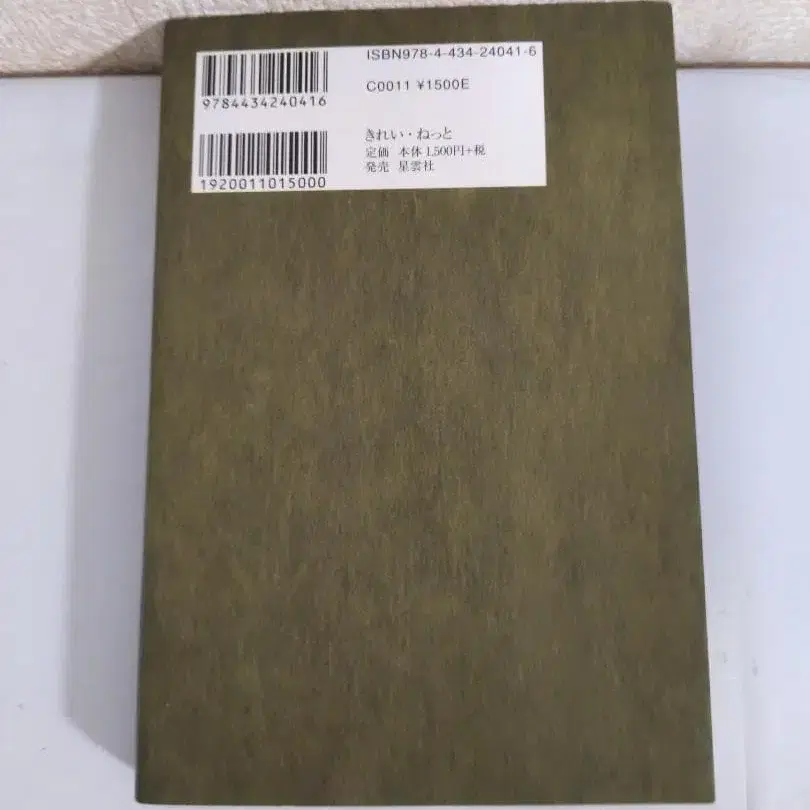 ISBN978-4-434-24041-6
9784434240416
C0011 ¥1500E
きれい・ねっと
定価 本体1,500円+税
発売 星雲社
1920011015000